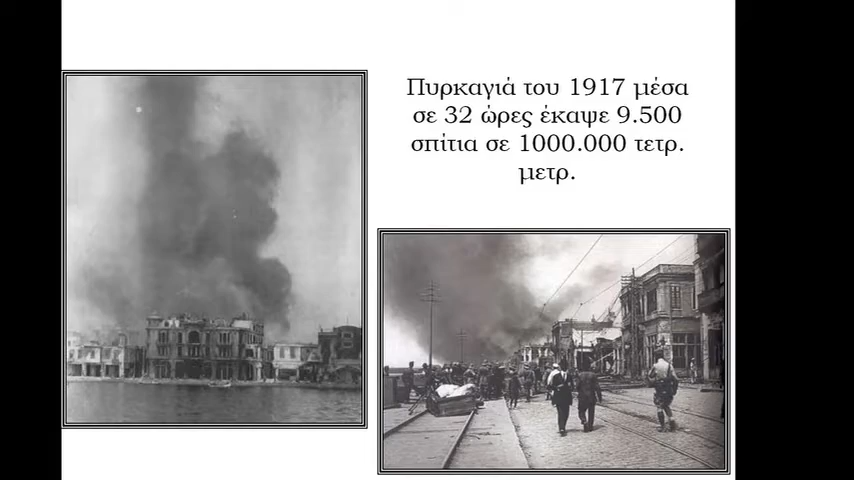 Πυρκαγιά του 1917 μέσα
σε 32 ώρες έκαψε 9.500
σπίτια σε 1000.000 τετρ.
μετρ.